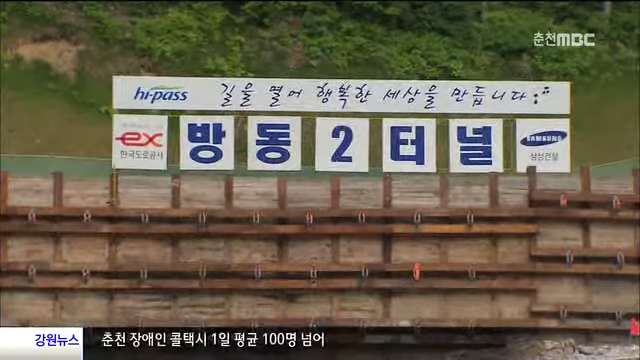 춘천MBC
hi-pass 길을 열어 행복한 세상을 만듭니다
ex 한국도로공사 방동2터널 SAMSUNG 삼성건설
강원뉴스 춘천 장애인 콜택시 1일 평균 100명 넘어